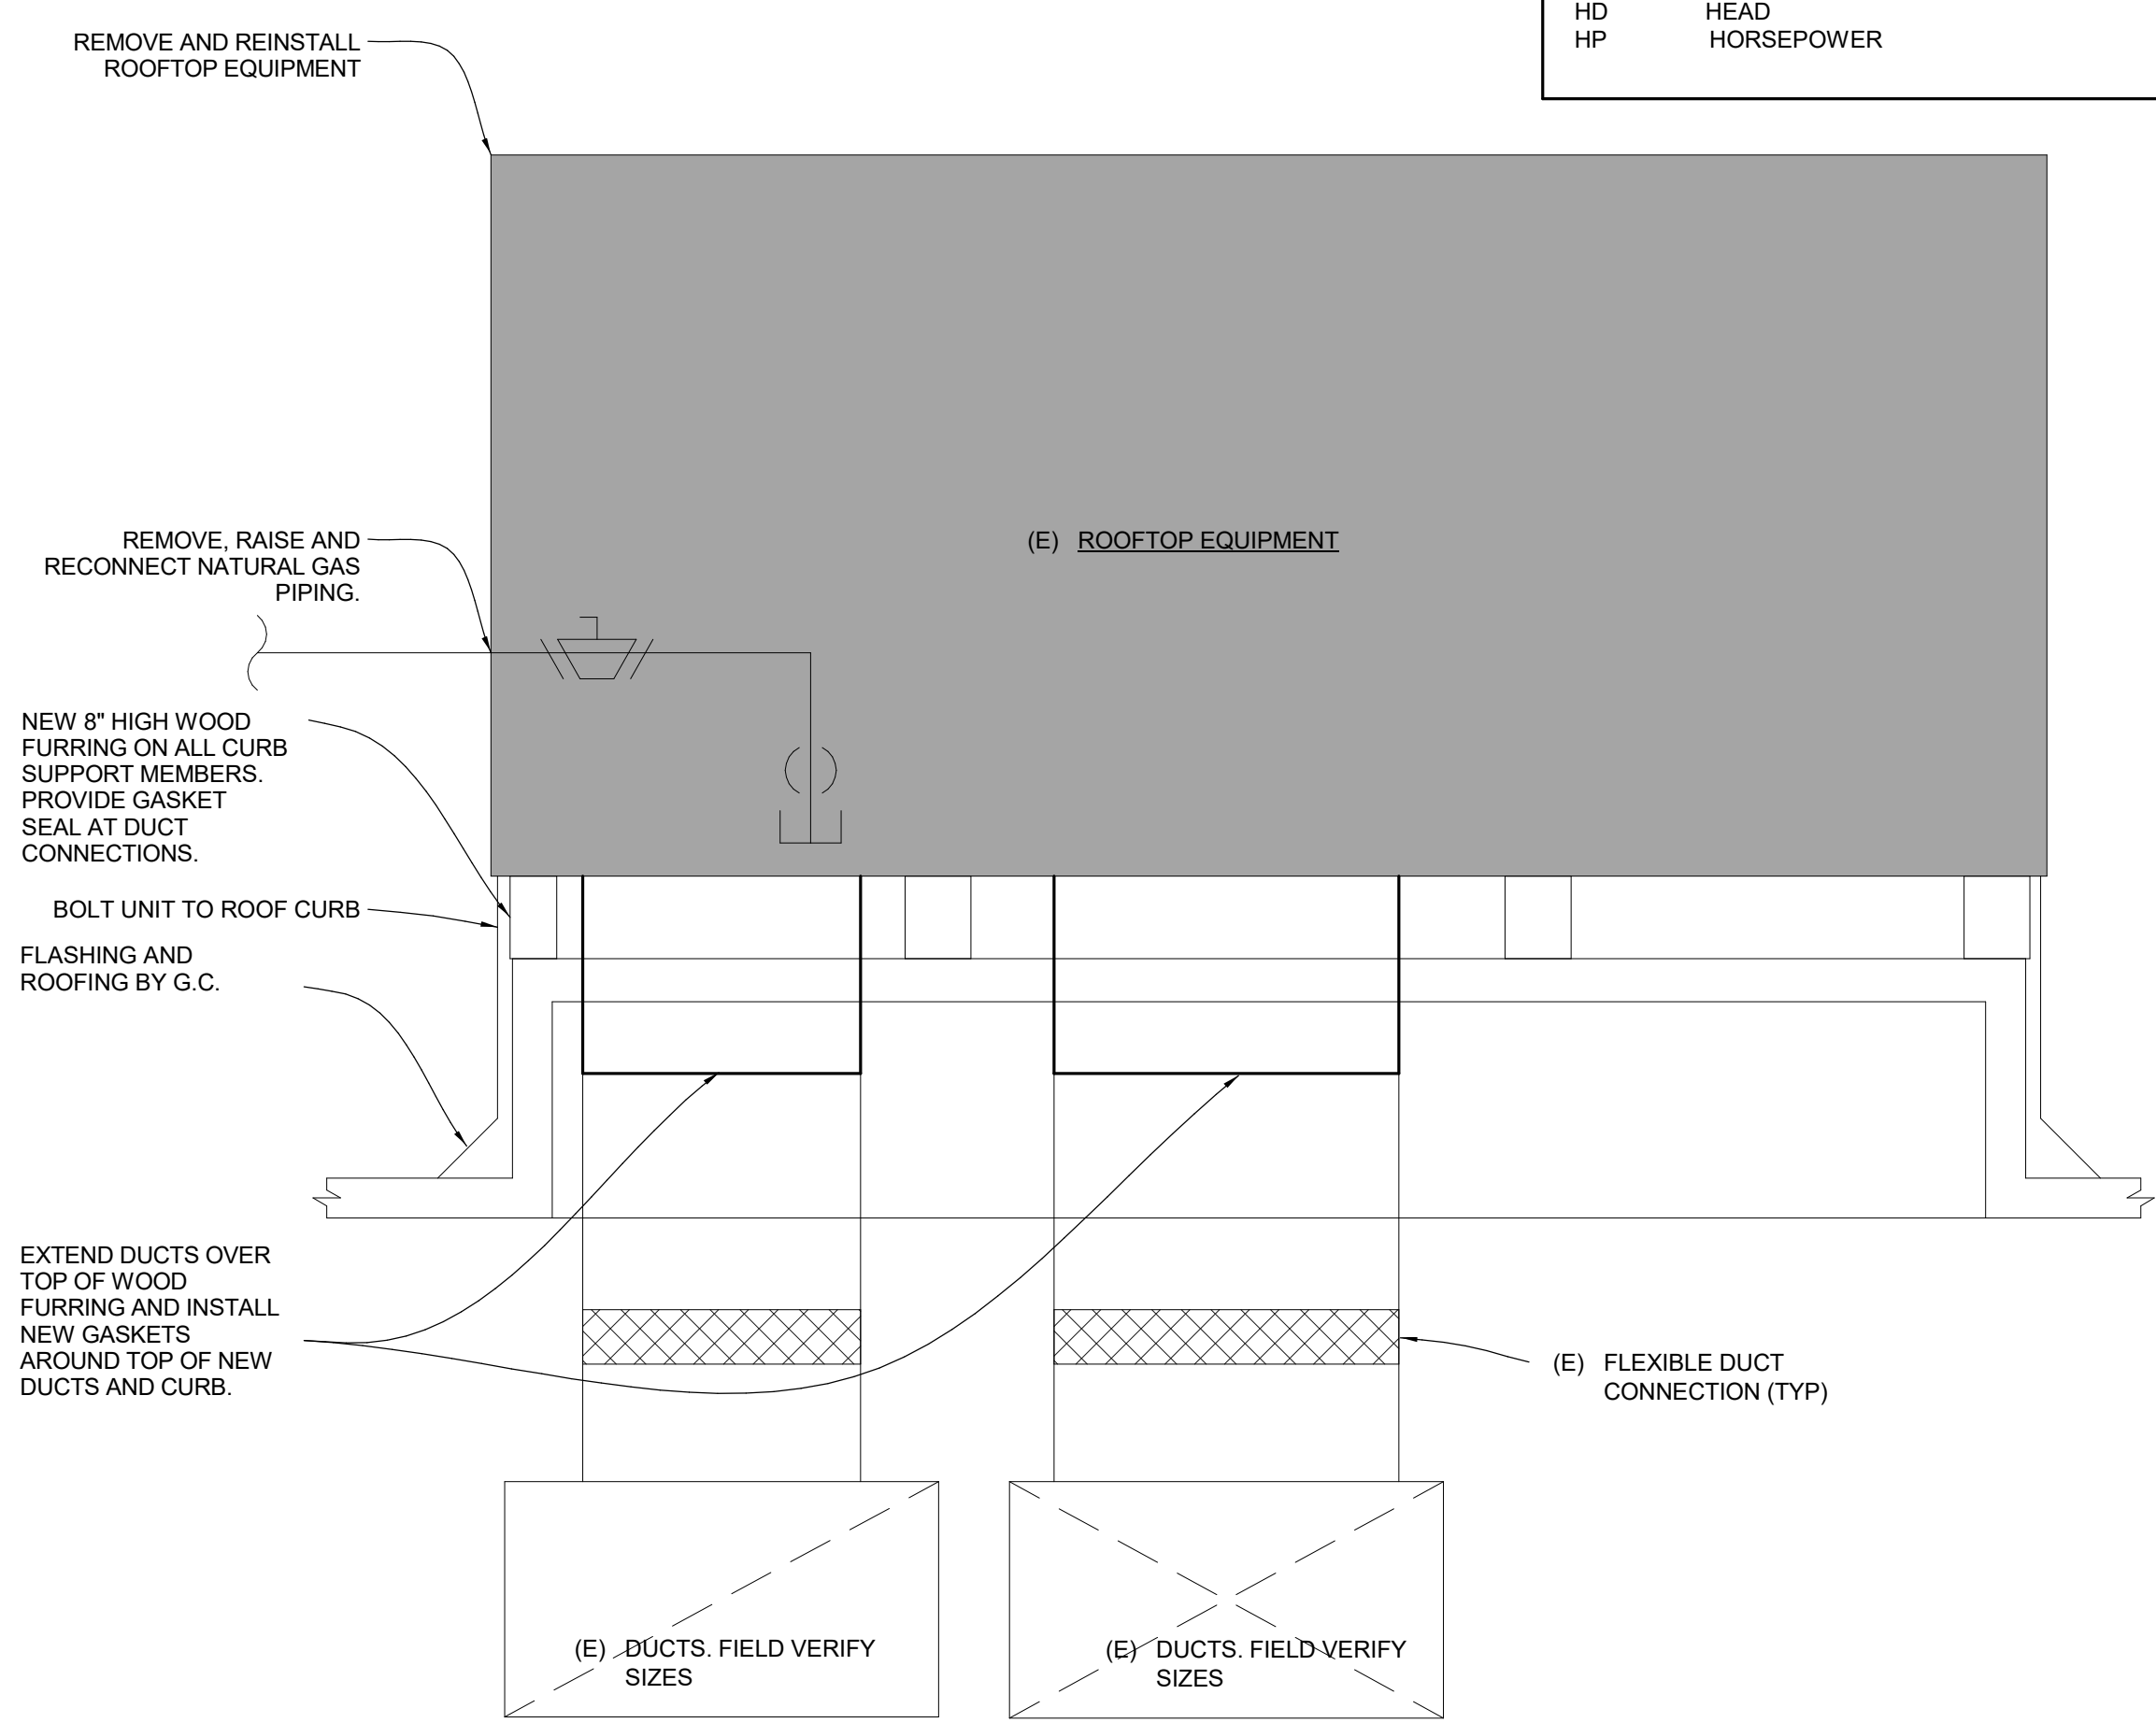 HD HEAD
HP HORSEPOWER
REMOVE AND REINSTALL
ROOFTOP EQUIPMENT
(E) ROOFTOP EQUIPMENT
REMOVE, RAISE AND
RECONNECT NATURAL GAS
PIPING.
NEW 8" HIGH WOOD
FURRING ON ALL CURB
SUPPORT MEMBERS.
PROVIDE GASKET
SEAL AT DUCT
CONNECTIONS.
BOLT UNIT TO ROOF CURB
FLASHING AND
ROOFING BY G.C.
EXTEND DUCTS OVER
TOP OF WOOD
FURRING AND INSTALL
NEW GASKETS
AROUND TOP OF NEW
DUCTS AND CURB.
(E) FLEXIBLE DUCT
CONNECTION (TYP)
(E) DUCTS. FIELD VERIFY
SIZES
(E) DUCTS. FIELD VERIFY
SIZES